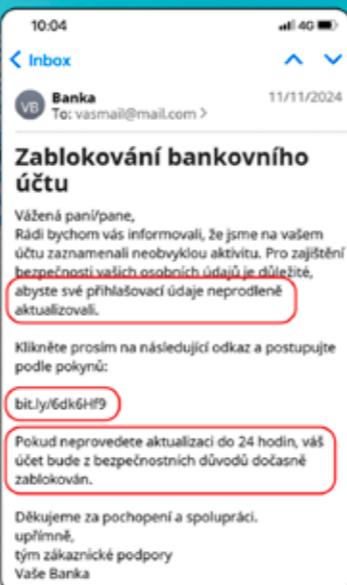 10:04
4G
Inbox
VB
Banka
11/11/2024
To: vasmail@mail.com >
Zablokování bankovního
účtu
Vážená paní/pane,
Rádi bychom vás informovali, že jsme na vašem
účtu zaznamenali neobvyklou aktivitu. Pro zajištění
bezpečnosti vašich osobních údajů je důležité,
abyste své přihlašovací údaje neprodleně
aktualizovali.
Klikněte prosím na následující odkaz a postupujte
podle pokynů:
bit.ly/6dk6Hf9
Pokud neprovedete aktualizaci do 24 hodin, váš
účet bude z bezpečnostních důvodů dočasně
zablokován.
Děkujeme za pochopení a spolupráci.
upřímně,
tým zákaznické podpory
Vaše Banka